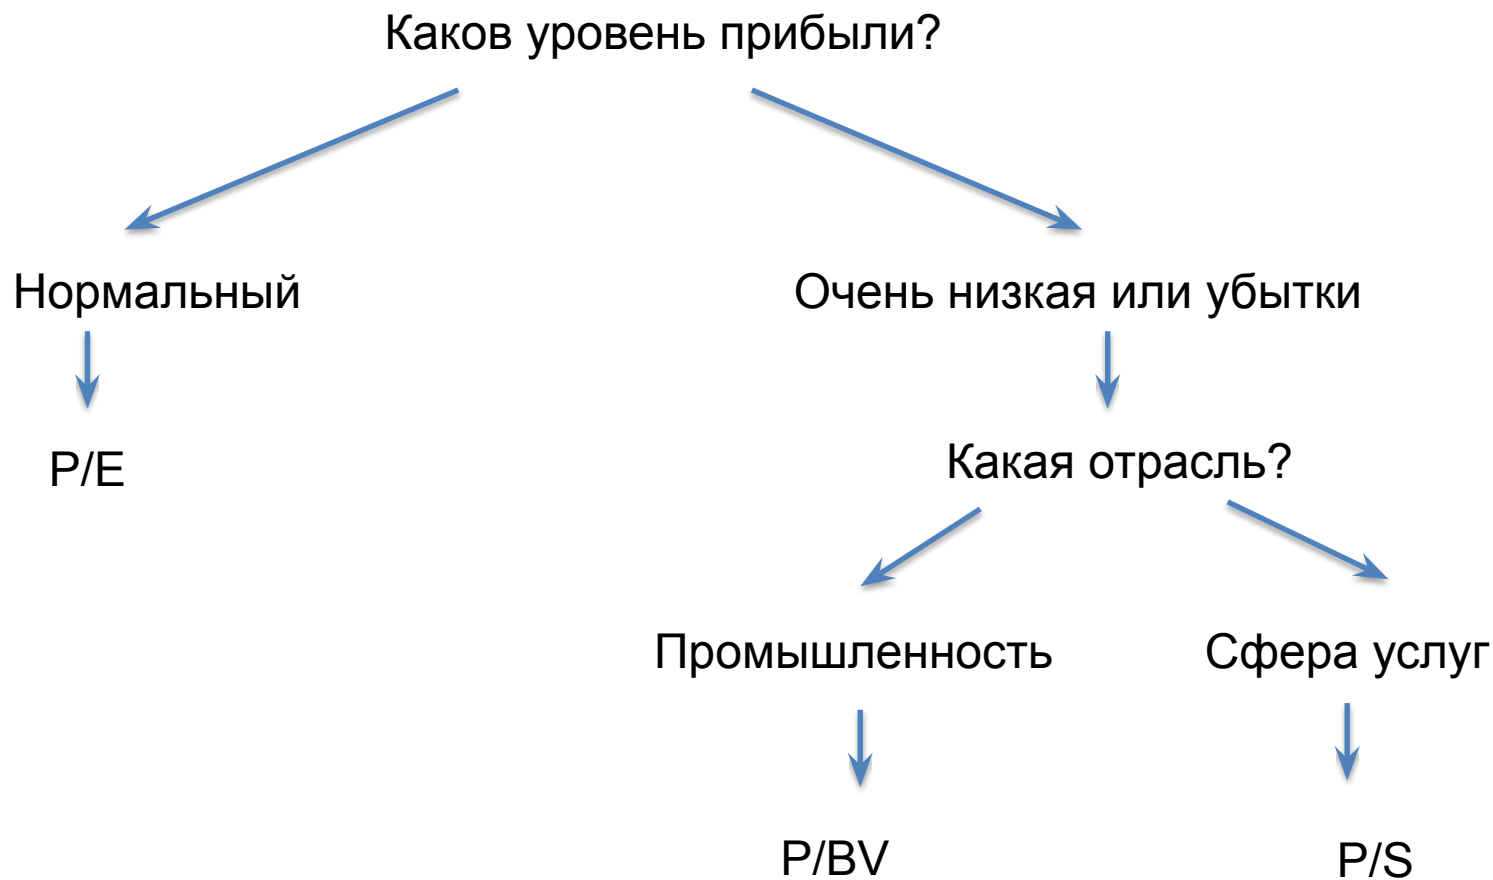 Каков уровень прибыли?
Нормальный
Очень низкая или убытки
P/E
Какая отрасль?
Промышленность
Сфера услуг
P/BV
P/S